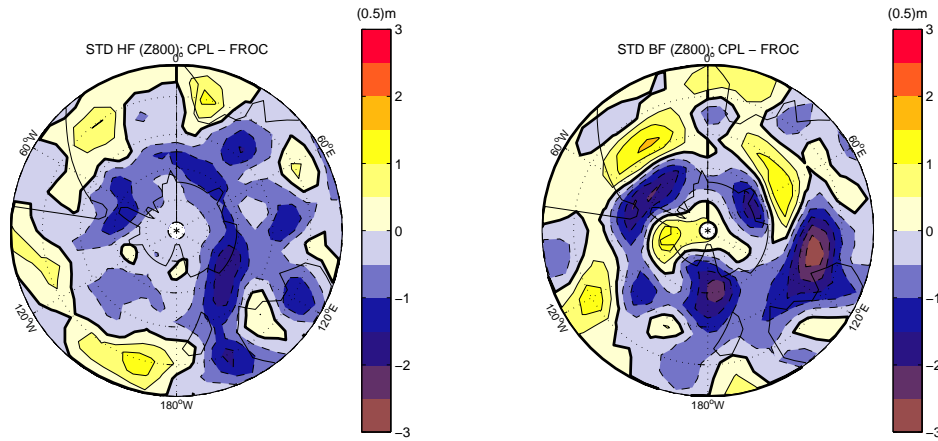 (0.5)m
STD HF (Z800); CPL − FROC
0°
60°W
60°E
120°W
120°E
180°W
3
2
1
0
−1
−2
−3
(0.5)m
STD BF (Z800); CPL − FROC
0°
60°W
60°E
120°W
120°E
180°W
3
2
1
0
−1
−2
−3